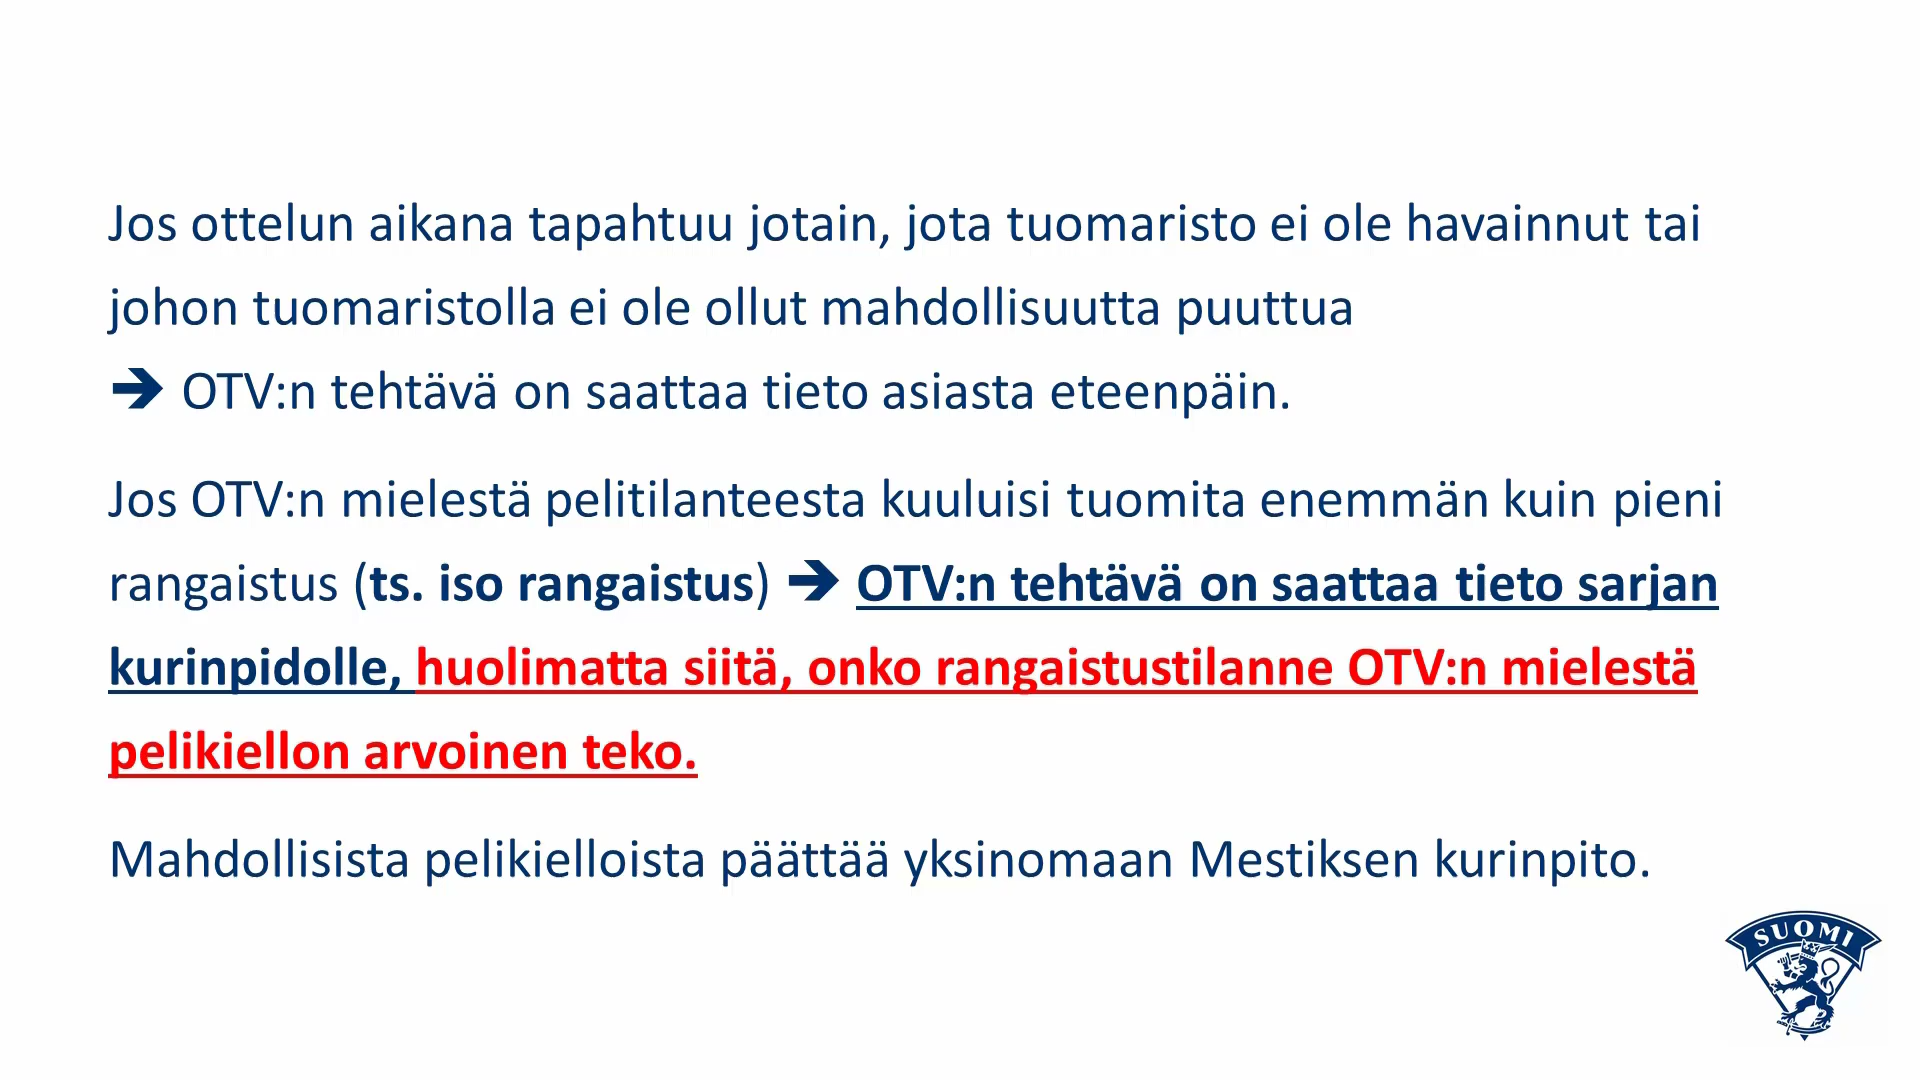 Jos ottelun aikana tapahtuu jotain, jota tuomaristo ei ole havainnut tai
johon tuomaristolla ei ole ollut mahdollisuutta puuttua
➔ OTV:n tehtävä on saattaa tieto asiasta eteenpäin.
Jos OTV:n mielestä pelitilanteesta kuuluisi tuomita enemmän kuin pieni
rangaistus (ts. iso rangaistus) ➔ OTV:n tehtävä on saattaa tieto sarjan
kurinpidolle, huolimatta siitä, onko rangaistustilanne OTV:n mielestä
pelikiellon arvoinen teko.
Mahdollisista pelikielloista päättää yksinomaan Mestiksen kurinpito.
SUOMI